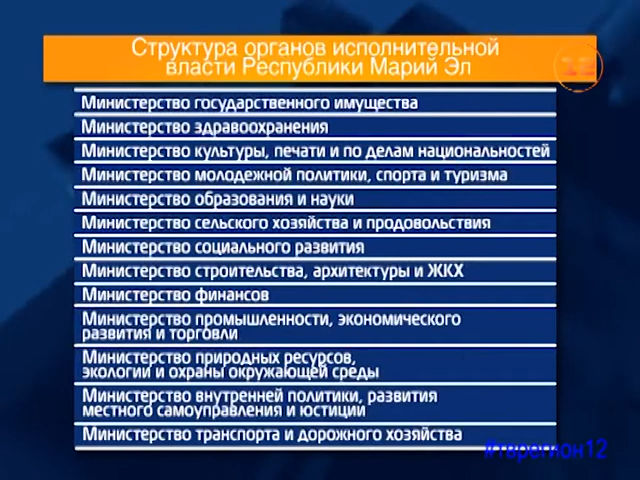 Структура органов исполнительной
власти Республики Марий Эл
12
Министерство государственного имущества
Министерство здравоохранения
Министерство культуры, печати и по делам национальностей
Министерство молодежной политики, спорта и туризма
Министерство образования и науки
Министерство сельского хозяйства и продовольствия
Министерство социального развития
Министерство строительства, архитектуры и ЖКХ
Министерство финансов
Министерство промышленности, экономического
развития и торговли
Министерство природных ресурсов,
экологии и охраны окружающей среды
Министерство внутренней политики, развития
местного самоуправления и юстиции
Министерство транспорта и дорожного хозяйства
#тврегион12